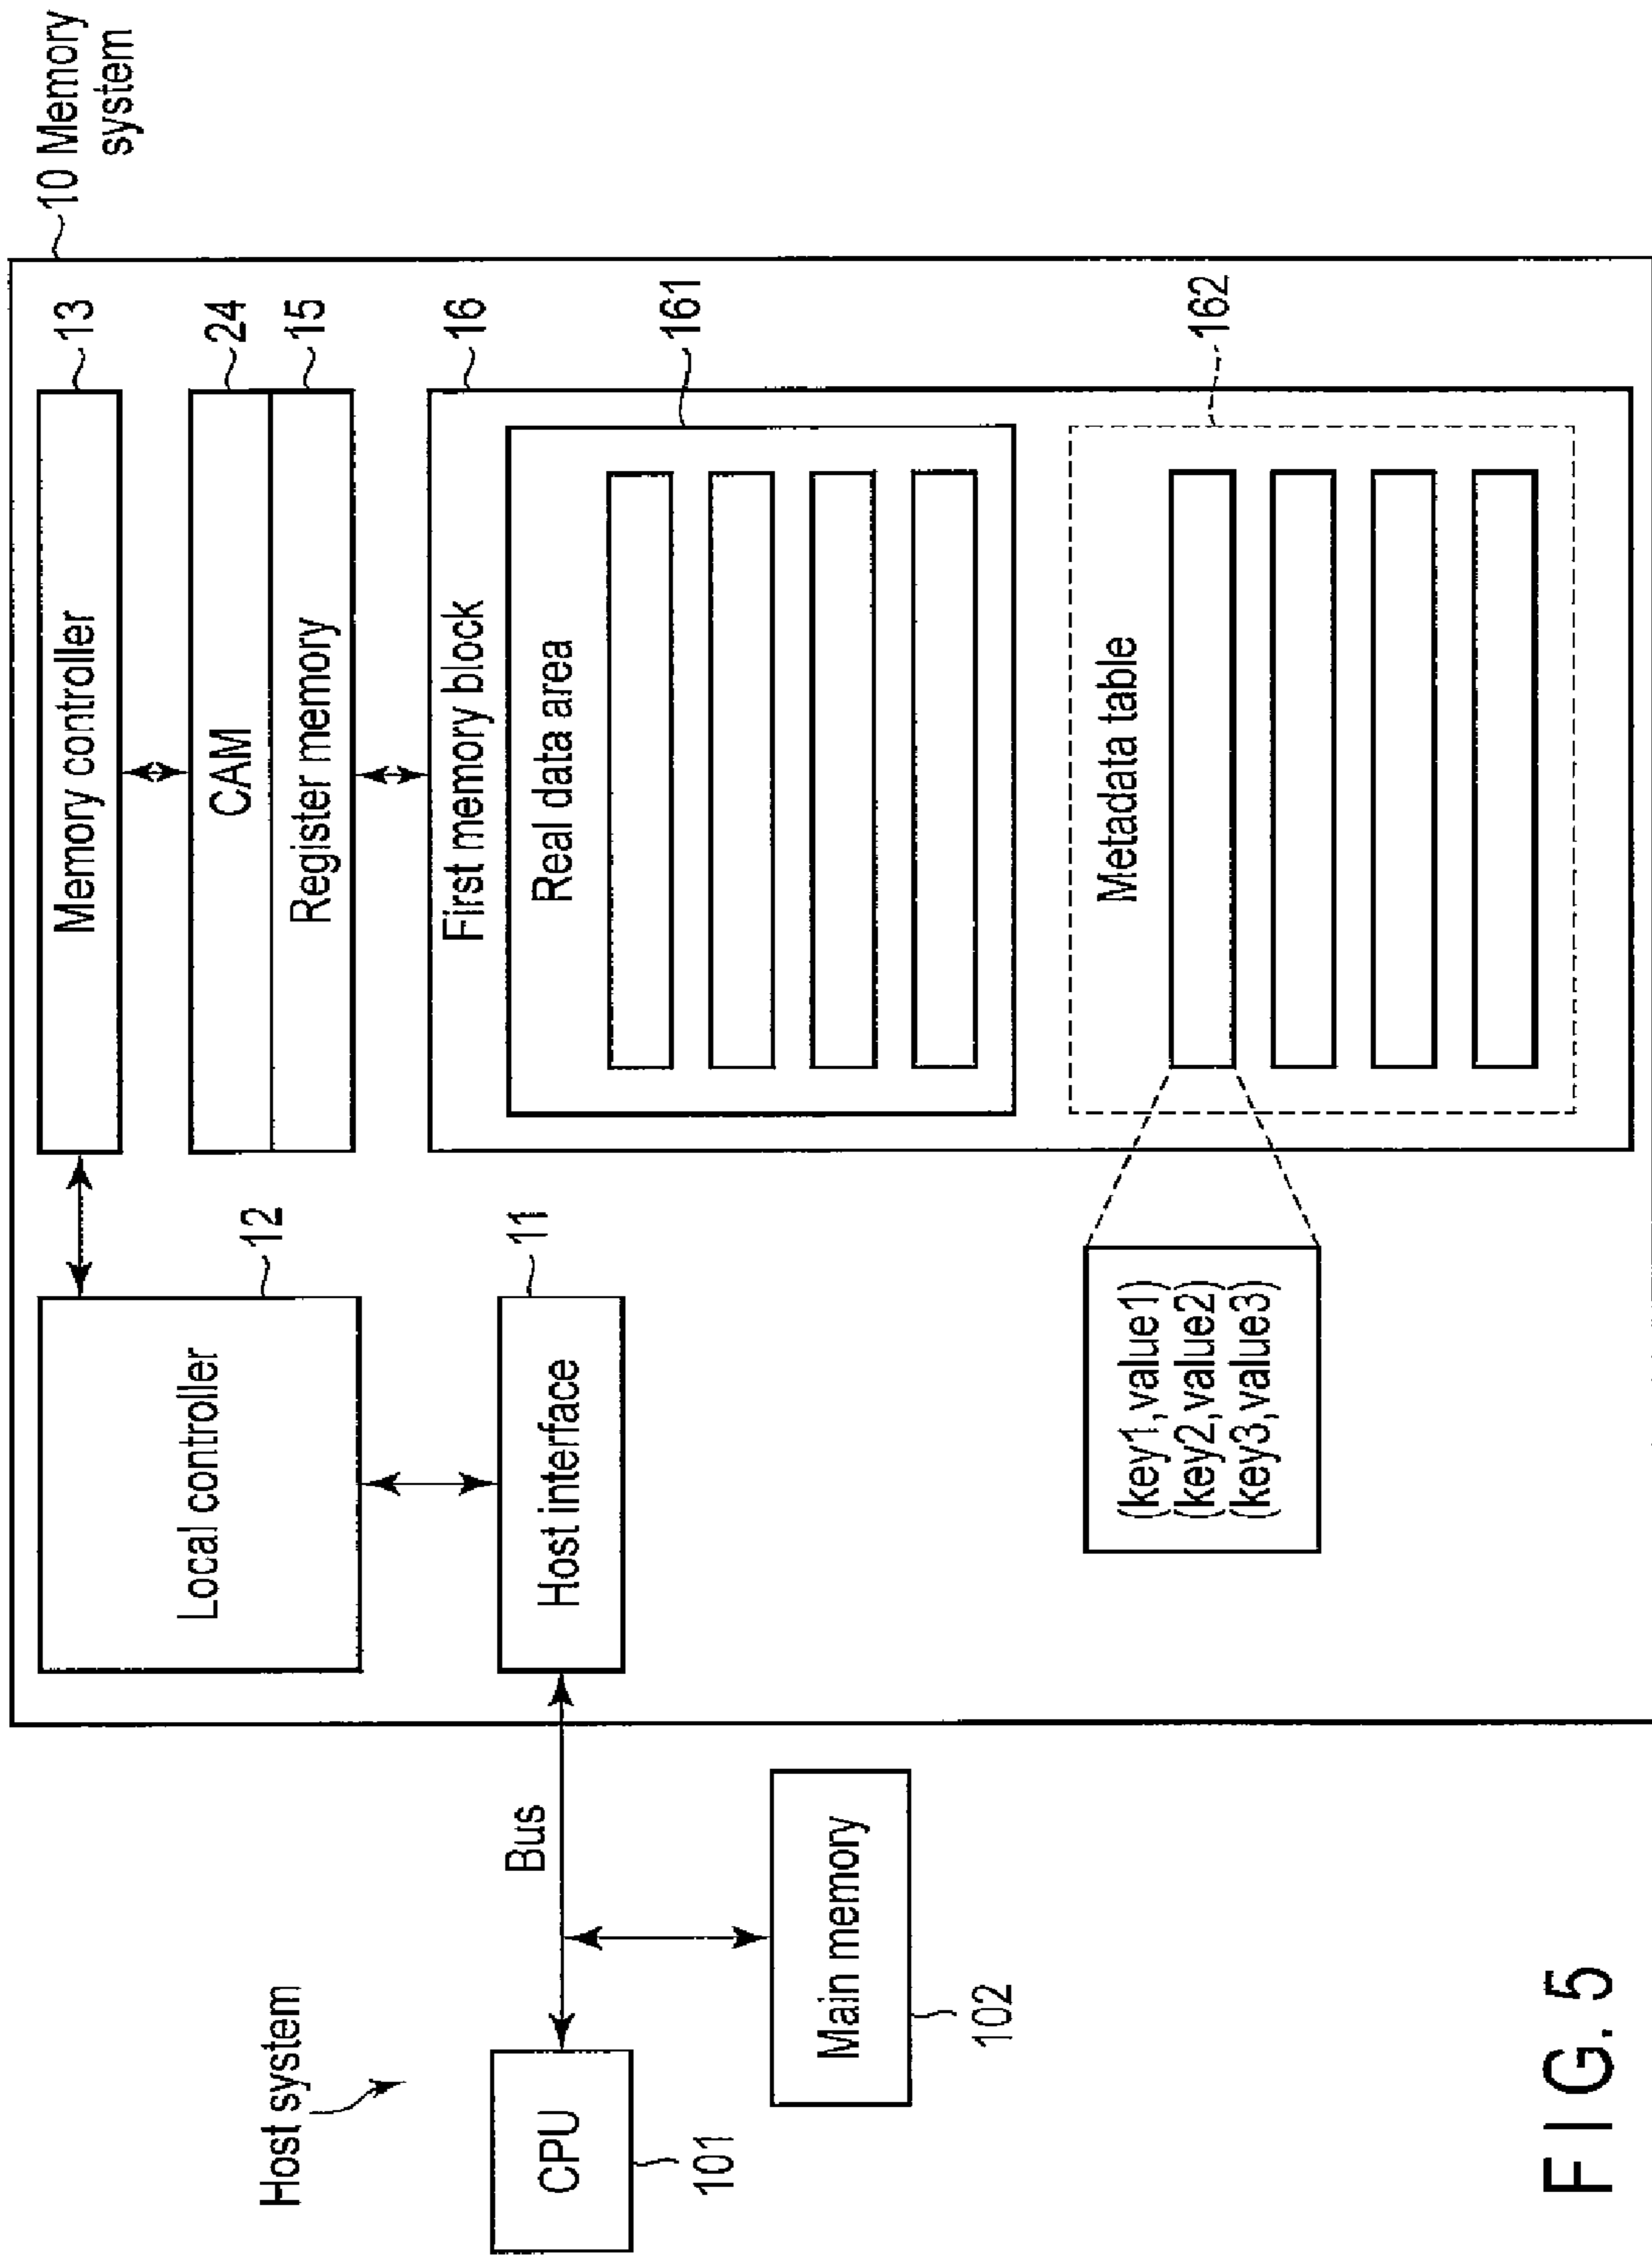 10 Memory
system
Host system
CPU
101
Bus
Main memory
102
Local controller
12
Host interface
11
Memory controller
13
CAM
24
Register memory
15
First memory block
16
Real data area
161
Metadata table
162
(key1,value1)
(key2,value2)
(key3,value3)
FIG. 5